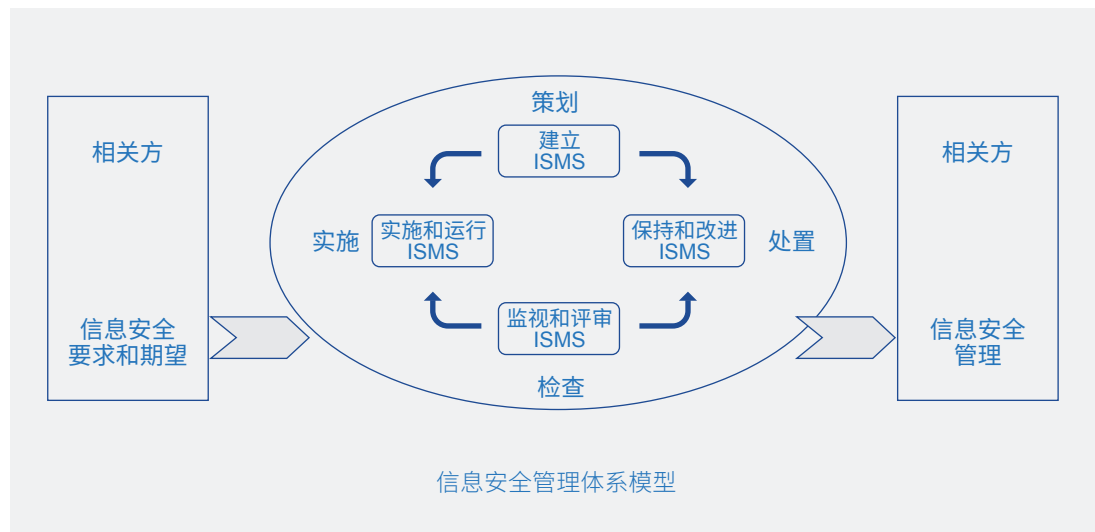 策划
相关方
建立
ISMS
相关方
实施
实施和运行
ISMS
保持和改进
ISMS
处置
信息安全
要求和期望
监视和评审
ISMS
信息安全
管理
检查
信息安全管理体系模型